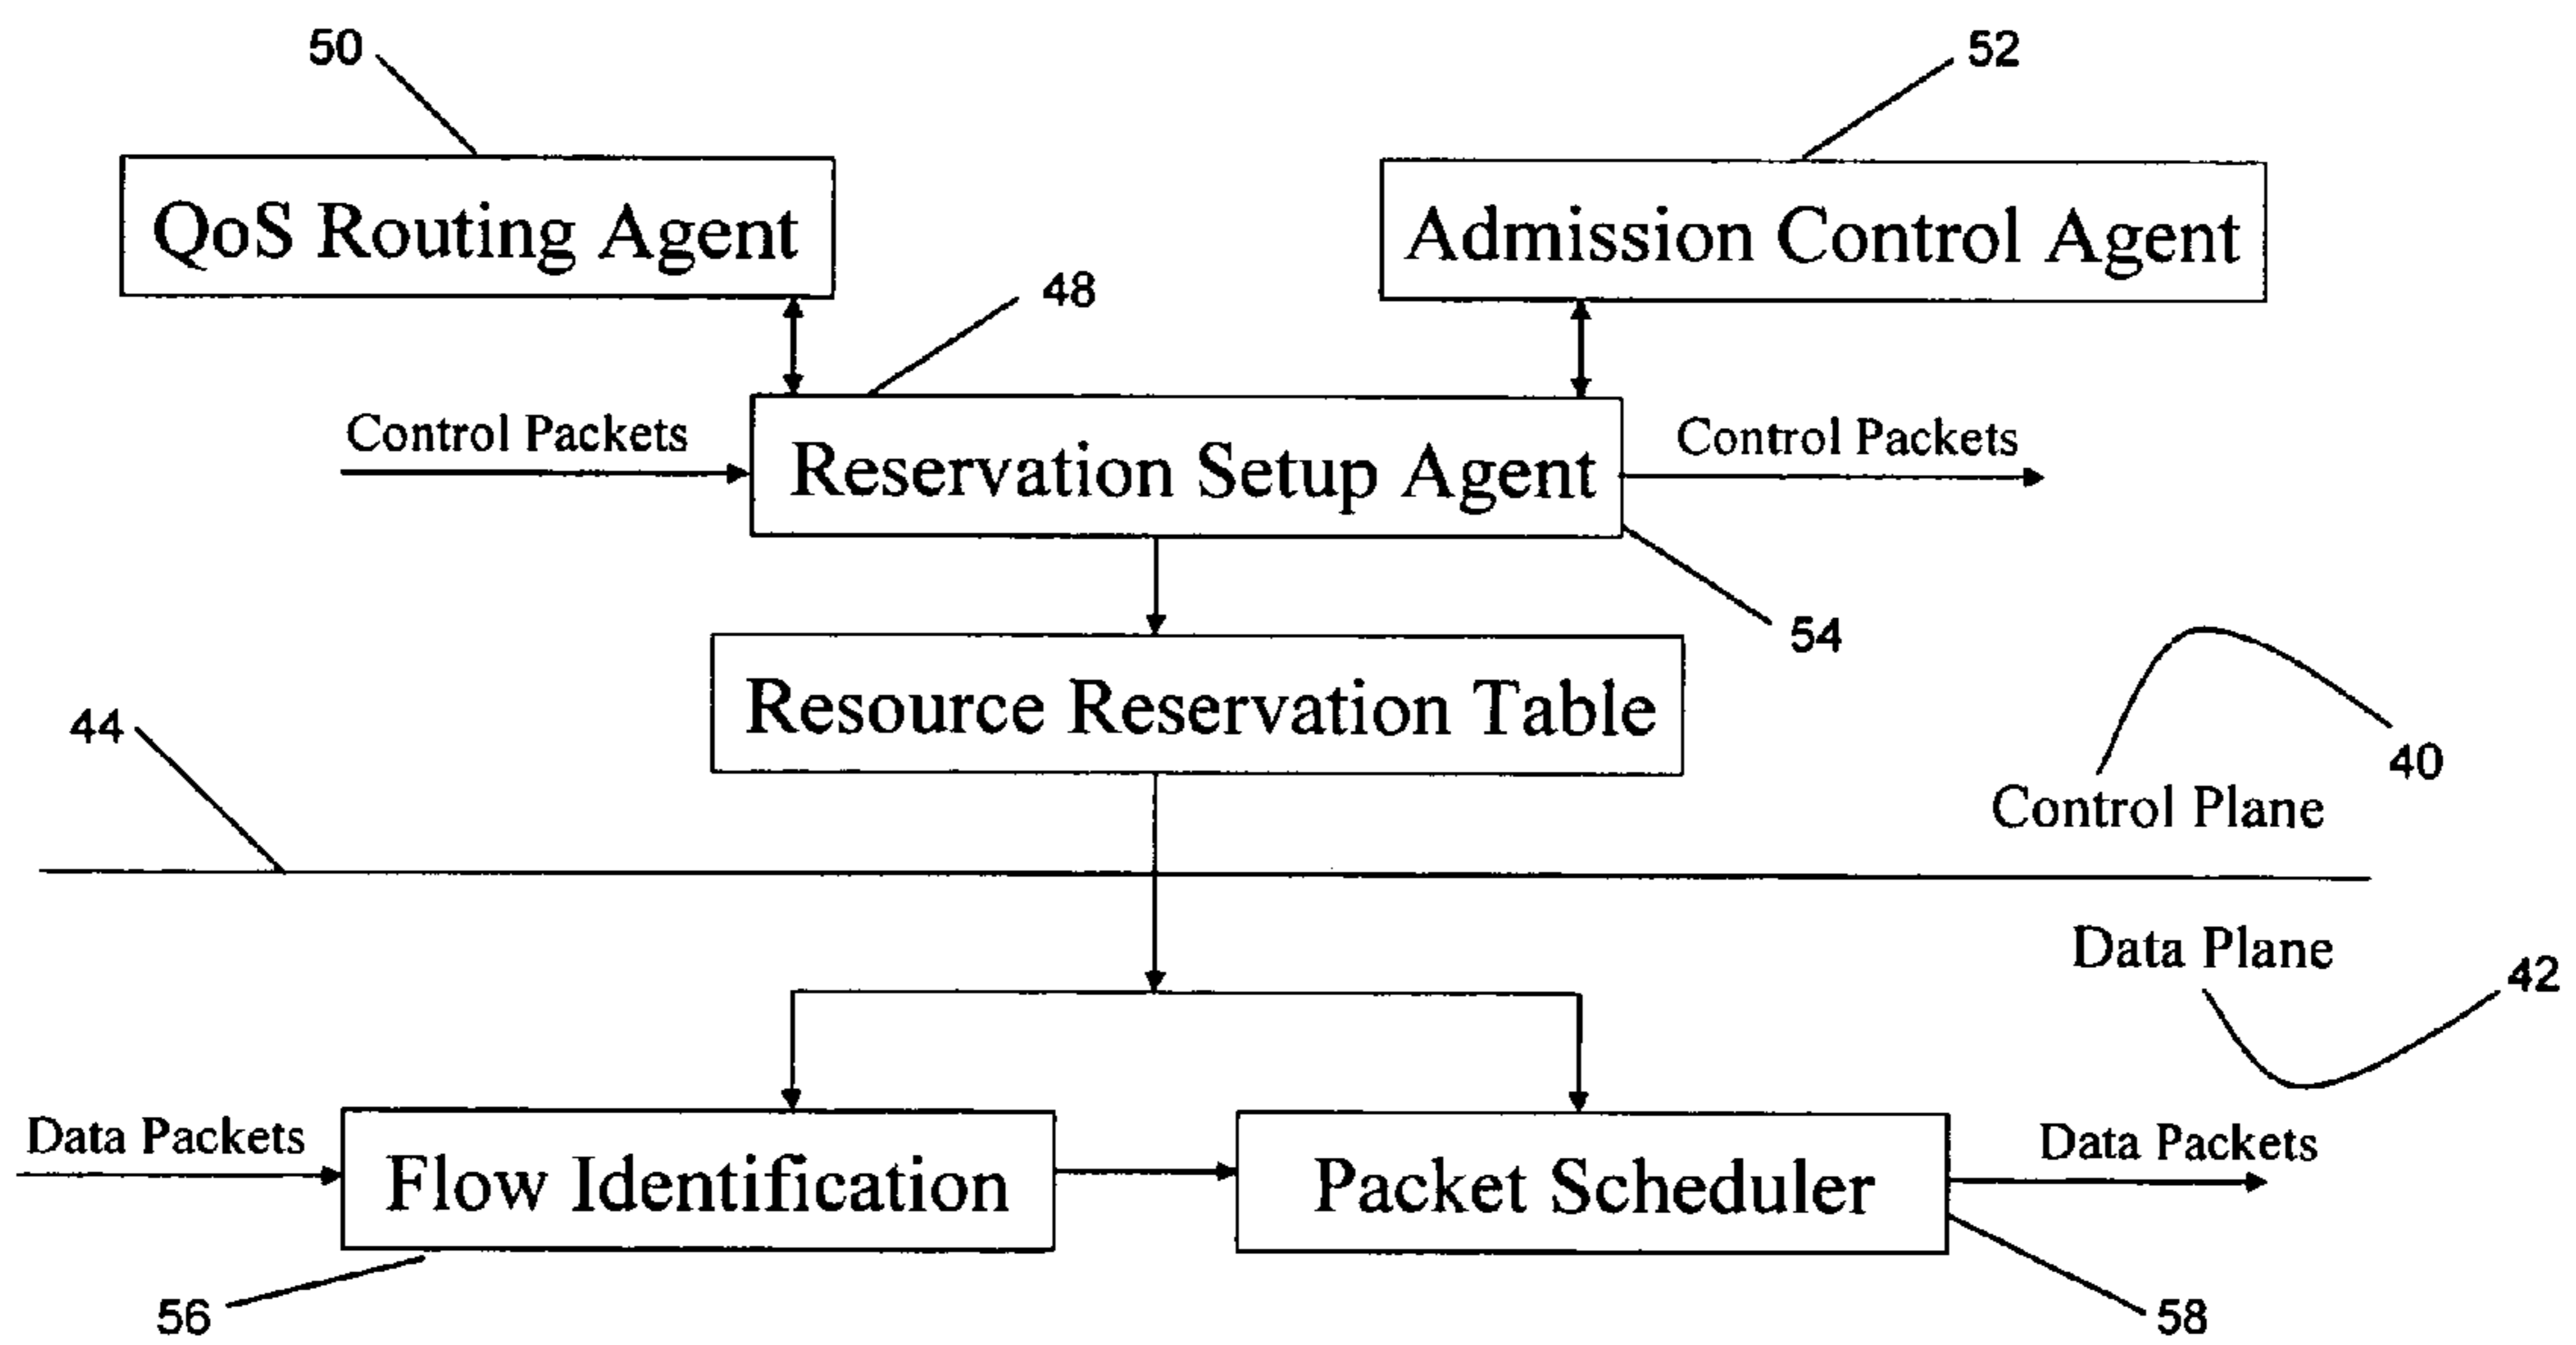 50
52
QoS Routing Agent
Admission Control Agent
48
Control Packets
Reservation Setup Agent
Control Packets
54
Resource Reservation Table
44
40
Control Plane
Data Plane
42
Data Packets
Flow Identification
Packet Scheduler
Data Packets
56
58